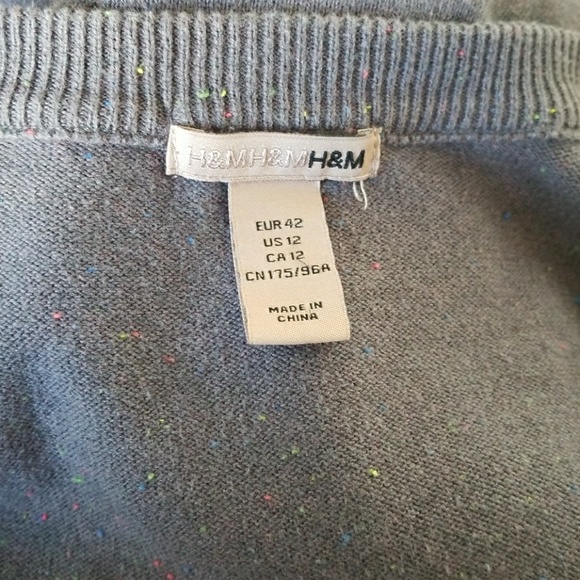 H&MH&MH&M
EUR 42
US 12
CA 12
CN175/96A
MADE IN
CHINA